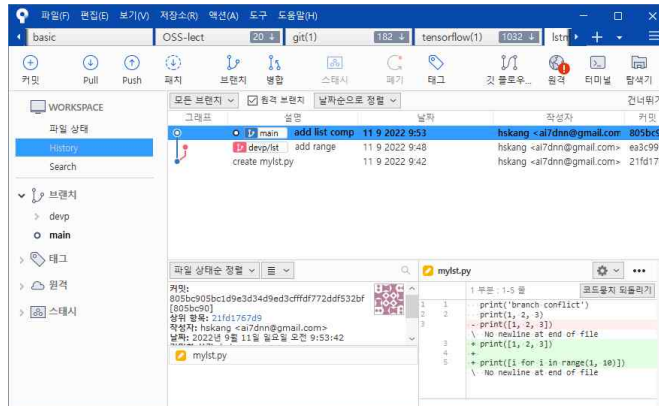 파일(F) 편집(E) 보기(V) 저장소(R) 액션(A) 도구 도움말(H)
basic OSS-lect 20 ↓ git(1) 182 ↓ tensorflow(1) 1032 ↓ lstm
커밋 Pull Push 패치 브랜치 병합 스태시 폐기 태그 깃 플로우... 원격 터미널 탐색기
WORKSPACE
파일 상태
History
Search
브랜치
devp
main
태그
원격
스태시
모든 브랜치 원격 브랜치 날짜순으로 정렬 건너뛰기
그래프 설명 날짜 작성자 커밋
main add list comp 11 9 2022 9:53 hskang <ai7dnn@gmail.com 805bc9
devp/lst add range 11 9 2022 9:48 hskang <ai7dnn@gmail.com> ea3c99
create mylst.py 11 9 2022 9:42 hskang <ai7dnn@gmail.com> 21fd17
파일 상태순 정렬
커밋:
805bc905bc1d9e3d34d9ed3cffdf772ddf532bf
[805bc90]
상위 항목: 21fd1767d9
작성자: hskang <ai7dnn@gmail.com>
날짜: 2022년 9월 11일 일요일 오전 9:53:42
mylst.py
mylst.py
1 부분 : 1-5 줄 코드뭉치 되돌리기
1 1 print('branch conflict')
2 2 print(1, 2, 3)
3 - print([1, 2, 3])
\ No newline at end of file
3 + print([1, 2, 3])
4 +
5 + print([i for i in range(1, 10)])
\ No newline at end of file